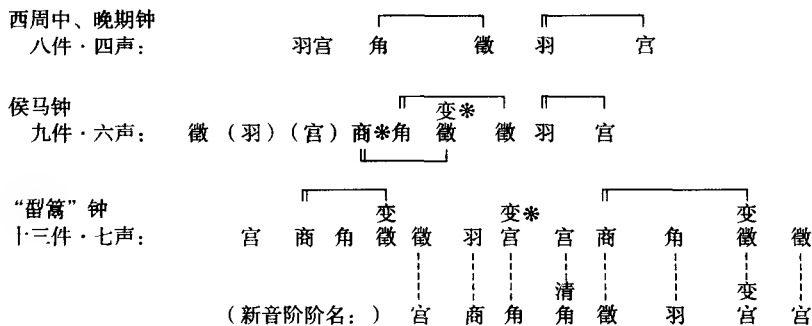 西周中、晚期钟
八件·四声： 羽宫 角 徵 羽 宫
侯马钟
变*
九件·六声： 徵 （羽）（宫） 商*角 徵 徵 羽 宫
钟
变 变* 变
十三件·七声： 宫 商 角 徵 徵 羽 宫 宫 商 角 徵 徵
清 变
（新音阶阶名：） 宫 商 角 角 徵 羽 宫 宫